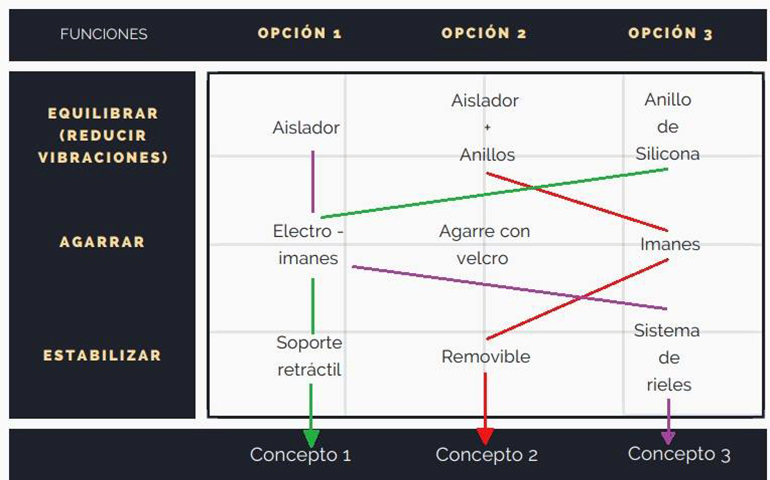 FUNCIONES
OPCIÓN 1
OPCIÓN 2
OPCIÓN 3
EQUILIBRAR
(REDUCIR
VIBRACIONES)
Aislador
Aislador
+
Anillos
Anillo
de
Silicona
AGARRAR
Electro -
imanes
Agarre con
velcro
Imanes
ESTABILIZAR
Soporte
retráctil
Removible
Sistema
de
rieles
Concepto 1
Concepto 2
Concepto 3